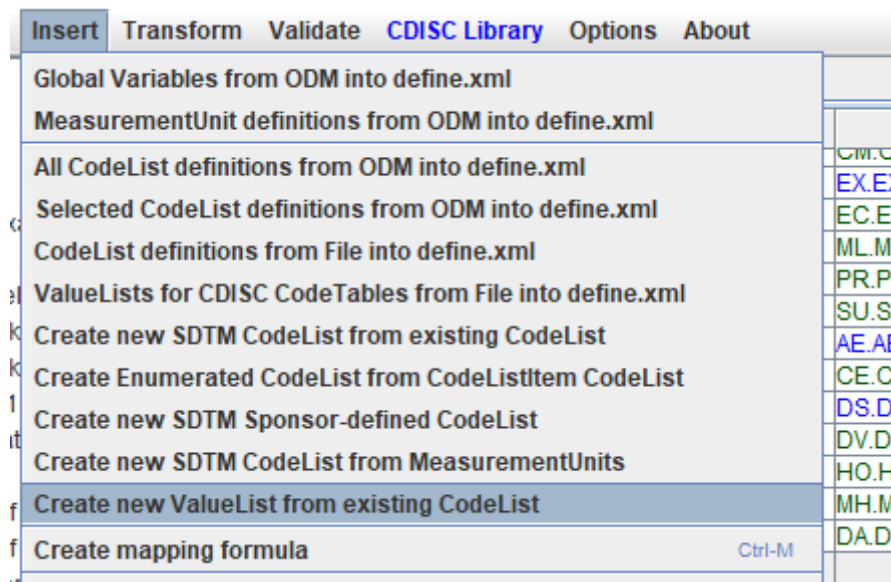 Insert Transform Validate CDISC Library Options About
Global Variables from ODM into define.xml
MeasurementUnit definitions from ODM into define.xml
All CodeList definitions from ODM into define.xml
Selected CodeList definitions from ODM into define.xml
CodeList definitions from File into define.xml
ValueLists for CDISC CodeTables from File into define.xml
Create new SDTM CodeList from existing CodeList
Create Enumerated CodeList from CodeListItem CodeList
Create new SDTM Sponsor-defined CodeList
Create new SDTM CodeList from MeasurementUnits
Create new ValueList from existing CodeList
Create mapping formula Ctrl-M
EX.E
EC.E
ML.M
PR.P
SU.S
AE.AE
CE.C
DS.D
DV.D
HO.H
MH.M
DA.D